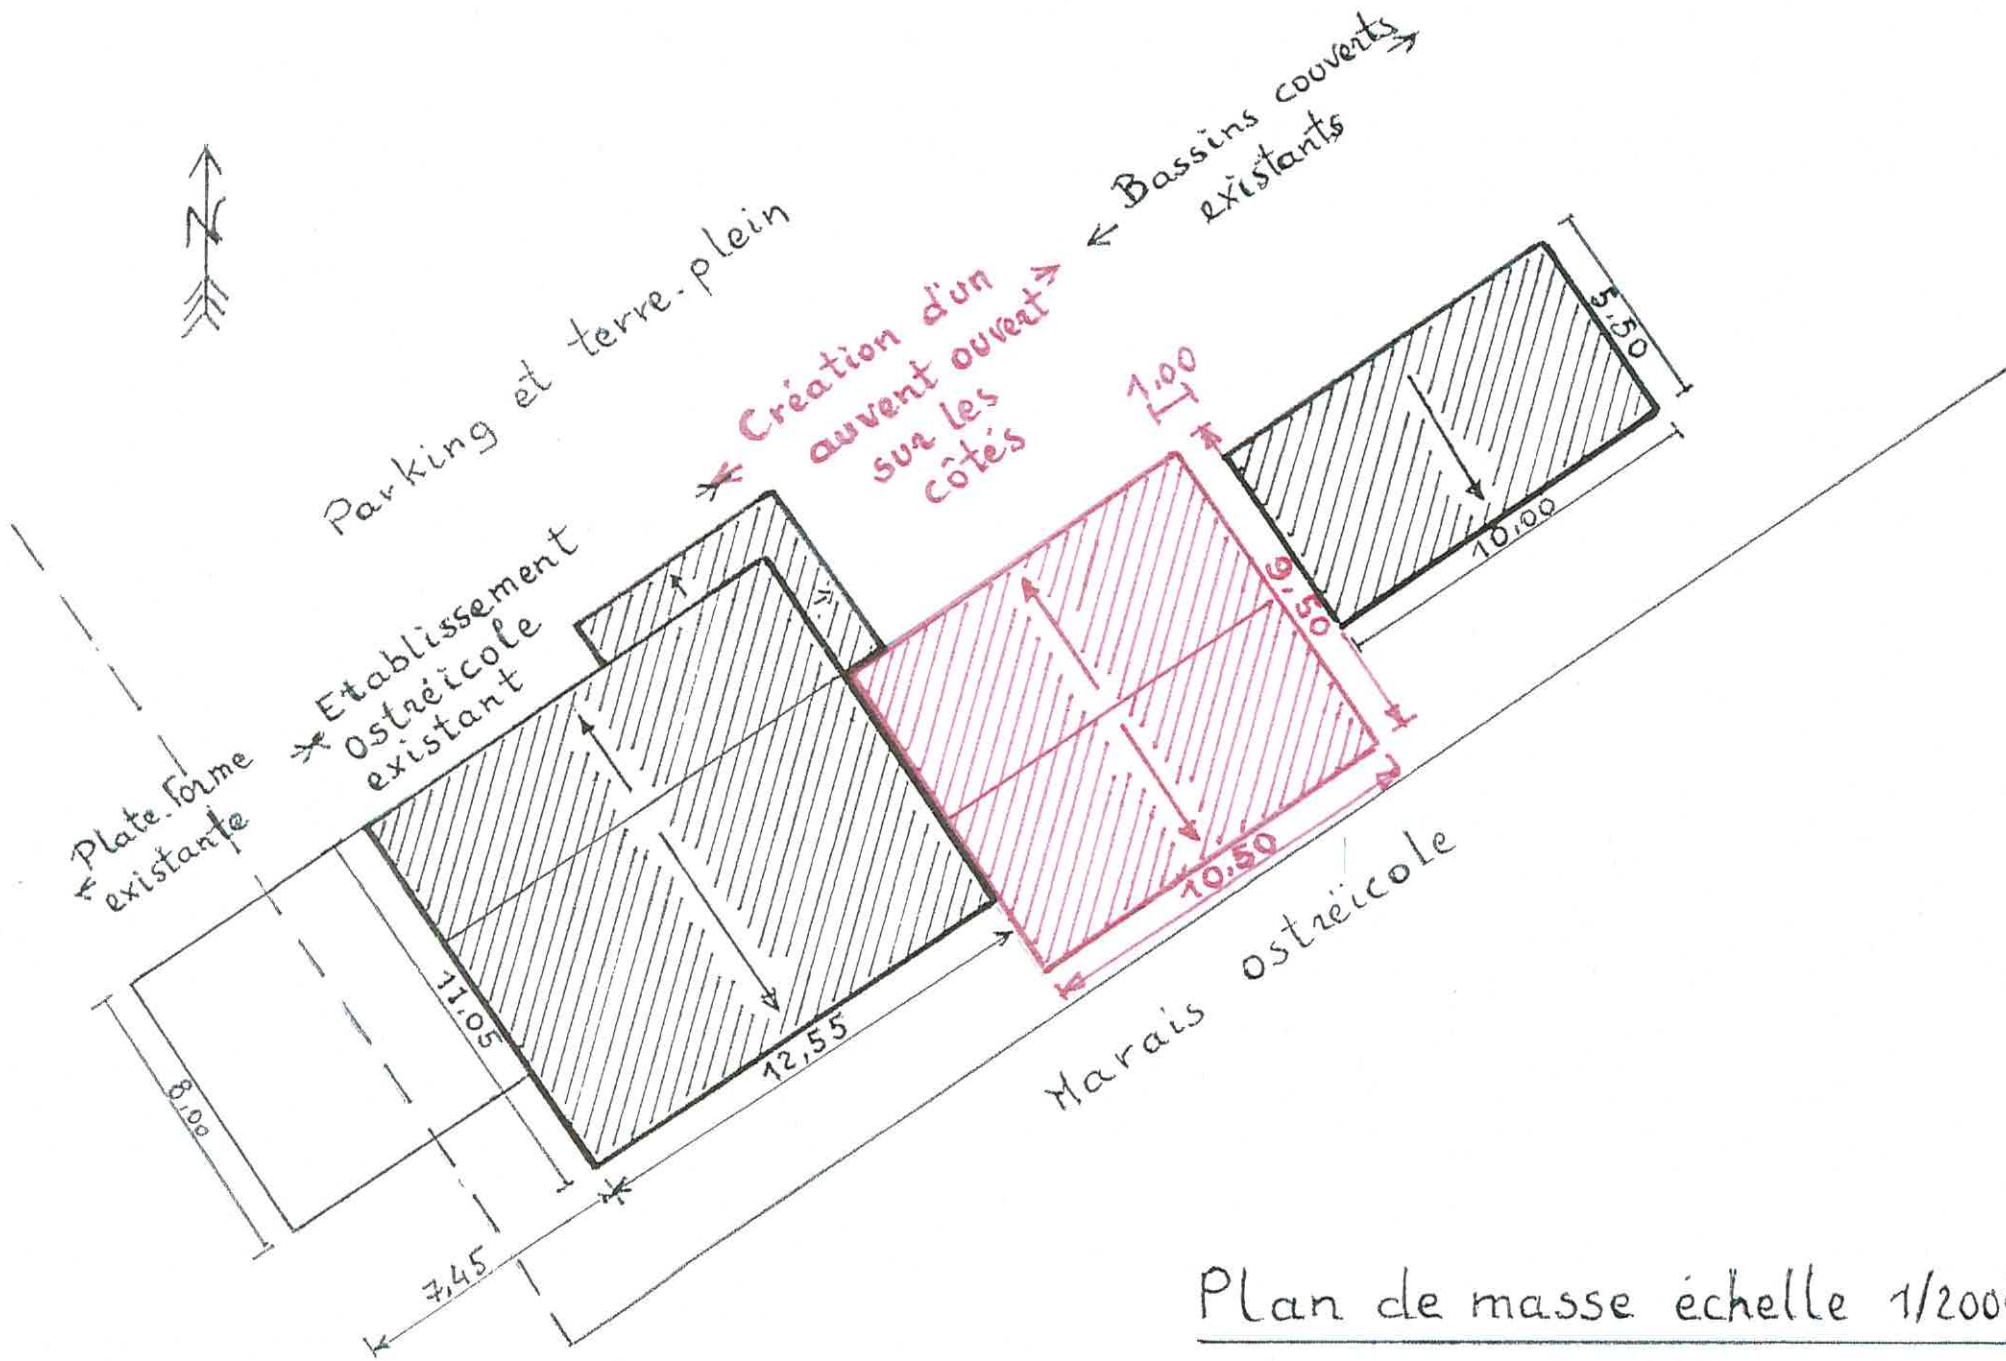 N
Parking et terre-plein
Bassins couverts
existants
Création d'un
auvent ouvert
sur les
côtés
1,00
5,50
10,00
9,50
10,50
Etablissement
ostréicole
existant
Plate-forme
existante
11,05
12,55
8,00
7,45
Marais ostréicole
Plan de masse échelle 1/200